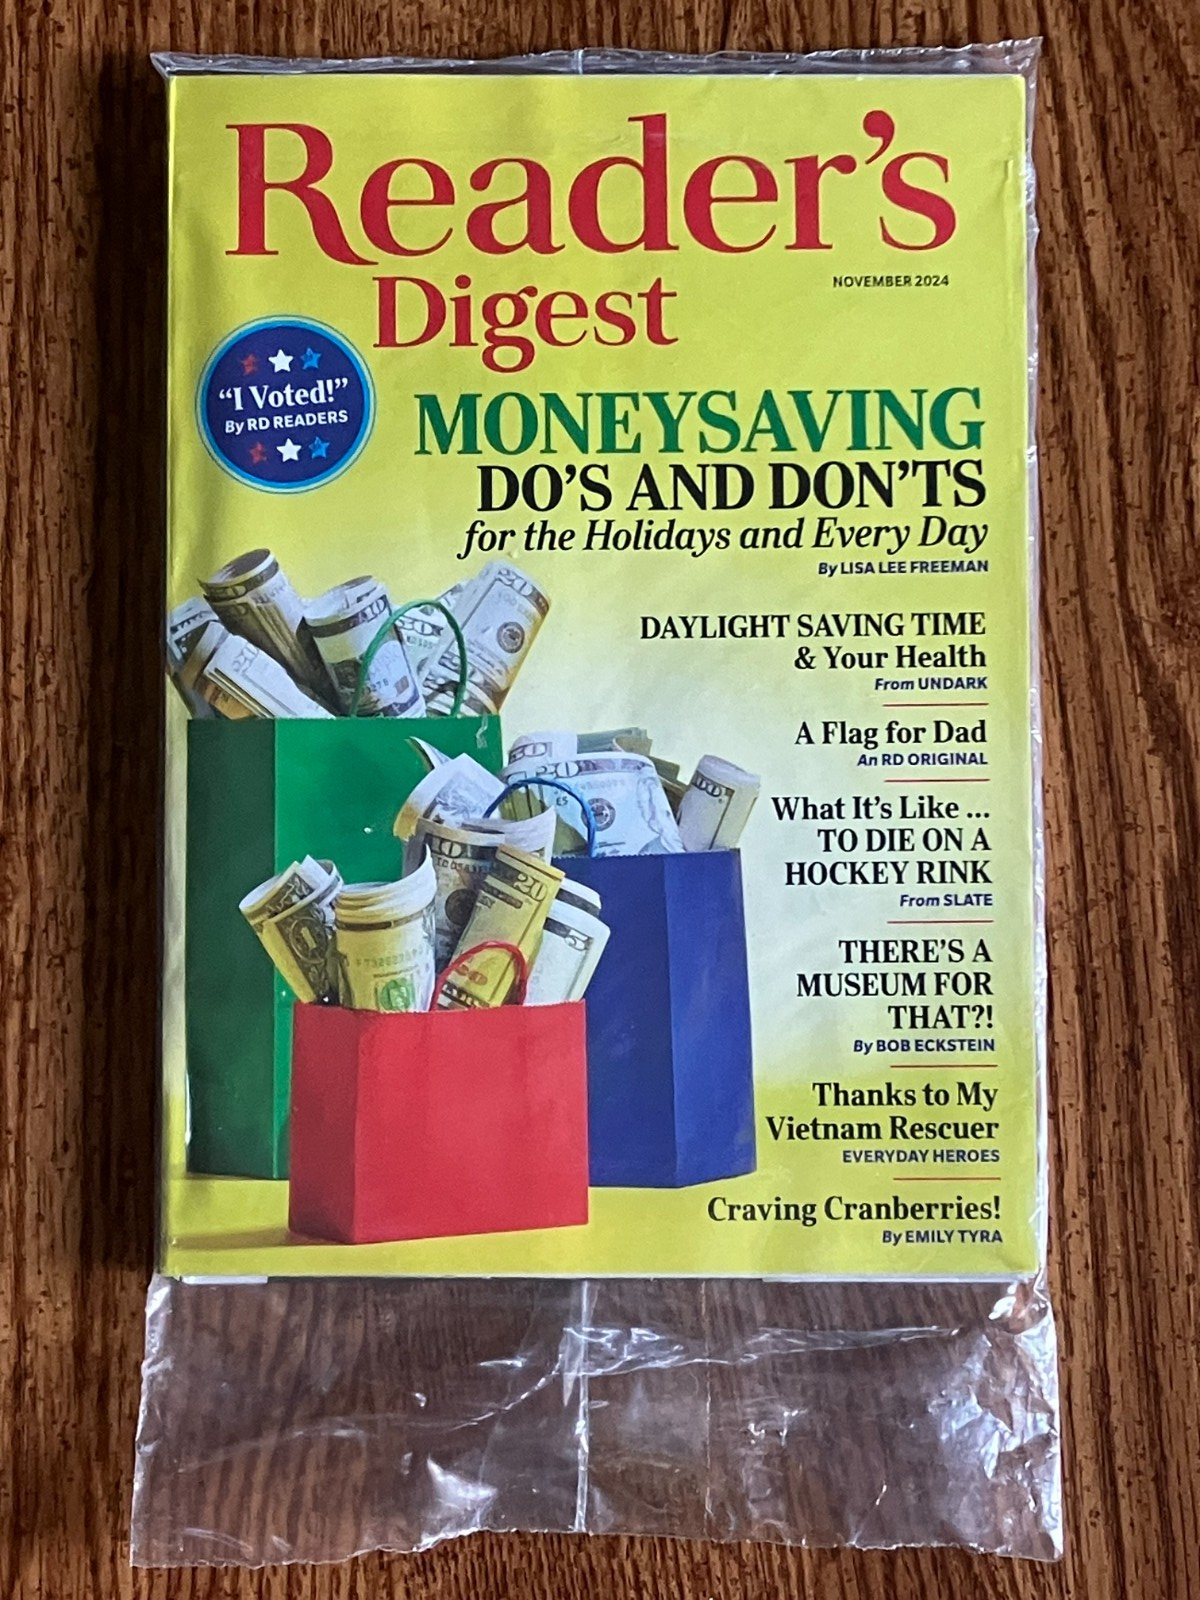 Reader's
Digest
NOVEMBER 2024
"I Voted!"
By RD READERS
MONEYSAVING
DO'S AND DON'TS
for the Holidays and Every Day
By LISA LEE FREEMAN
DAYLIGHT SAVING TIME
& Your Health
From UNDARK
A Flag for Dad
An RD ORIGINAL
What It's Like ...
TO DIE ON A
HOCKEY RINK
From SLATE
THERE'S A
MUSEUM FOR
THAT?!
By BOB ECKSTEIN
Thanks to My
Vietnam Rescuer
EVERYDAY HEROES
Craving Cranberries!
By EMILY TYRA